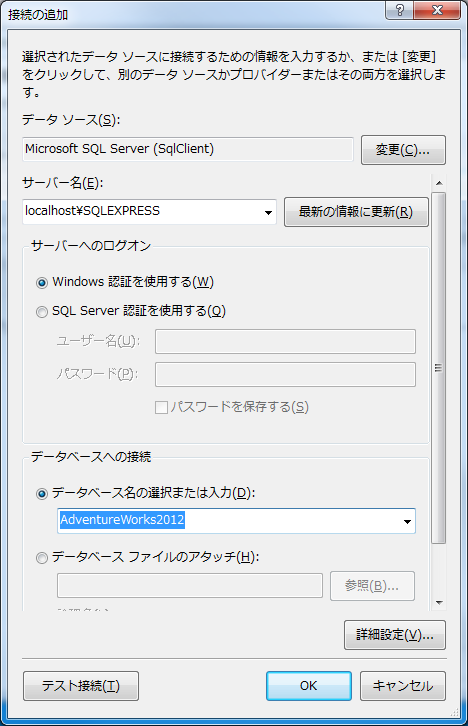 接続の追加
選択されたデータ ソースに接続するための情報を入力するか、または [変更]
をクリックして、別のデータ ソースかプロバイダーまたはその両方を選択しま
す。
データ ソース(S):
Microsoft SQL Server (SqlClient)
変更(C)...
サーバー名(E):
localhost¥SQLEXPRESS
最新の情報に更新(R)
サーバーへのログオン
Windows 認証を使用する(W)
SQL Server 認証を使用する(Q)
ユーザー名(U):
パスワード(P):
パスワードを保存する(S)
データベースへの接続
データベース名の選択または入力(D):
AdventureWorks2012
データベース ファイルのアタッチ(H):
参照(B)...
詳細設定(V)...
テスト接続(T)
OK
キャンセル